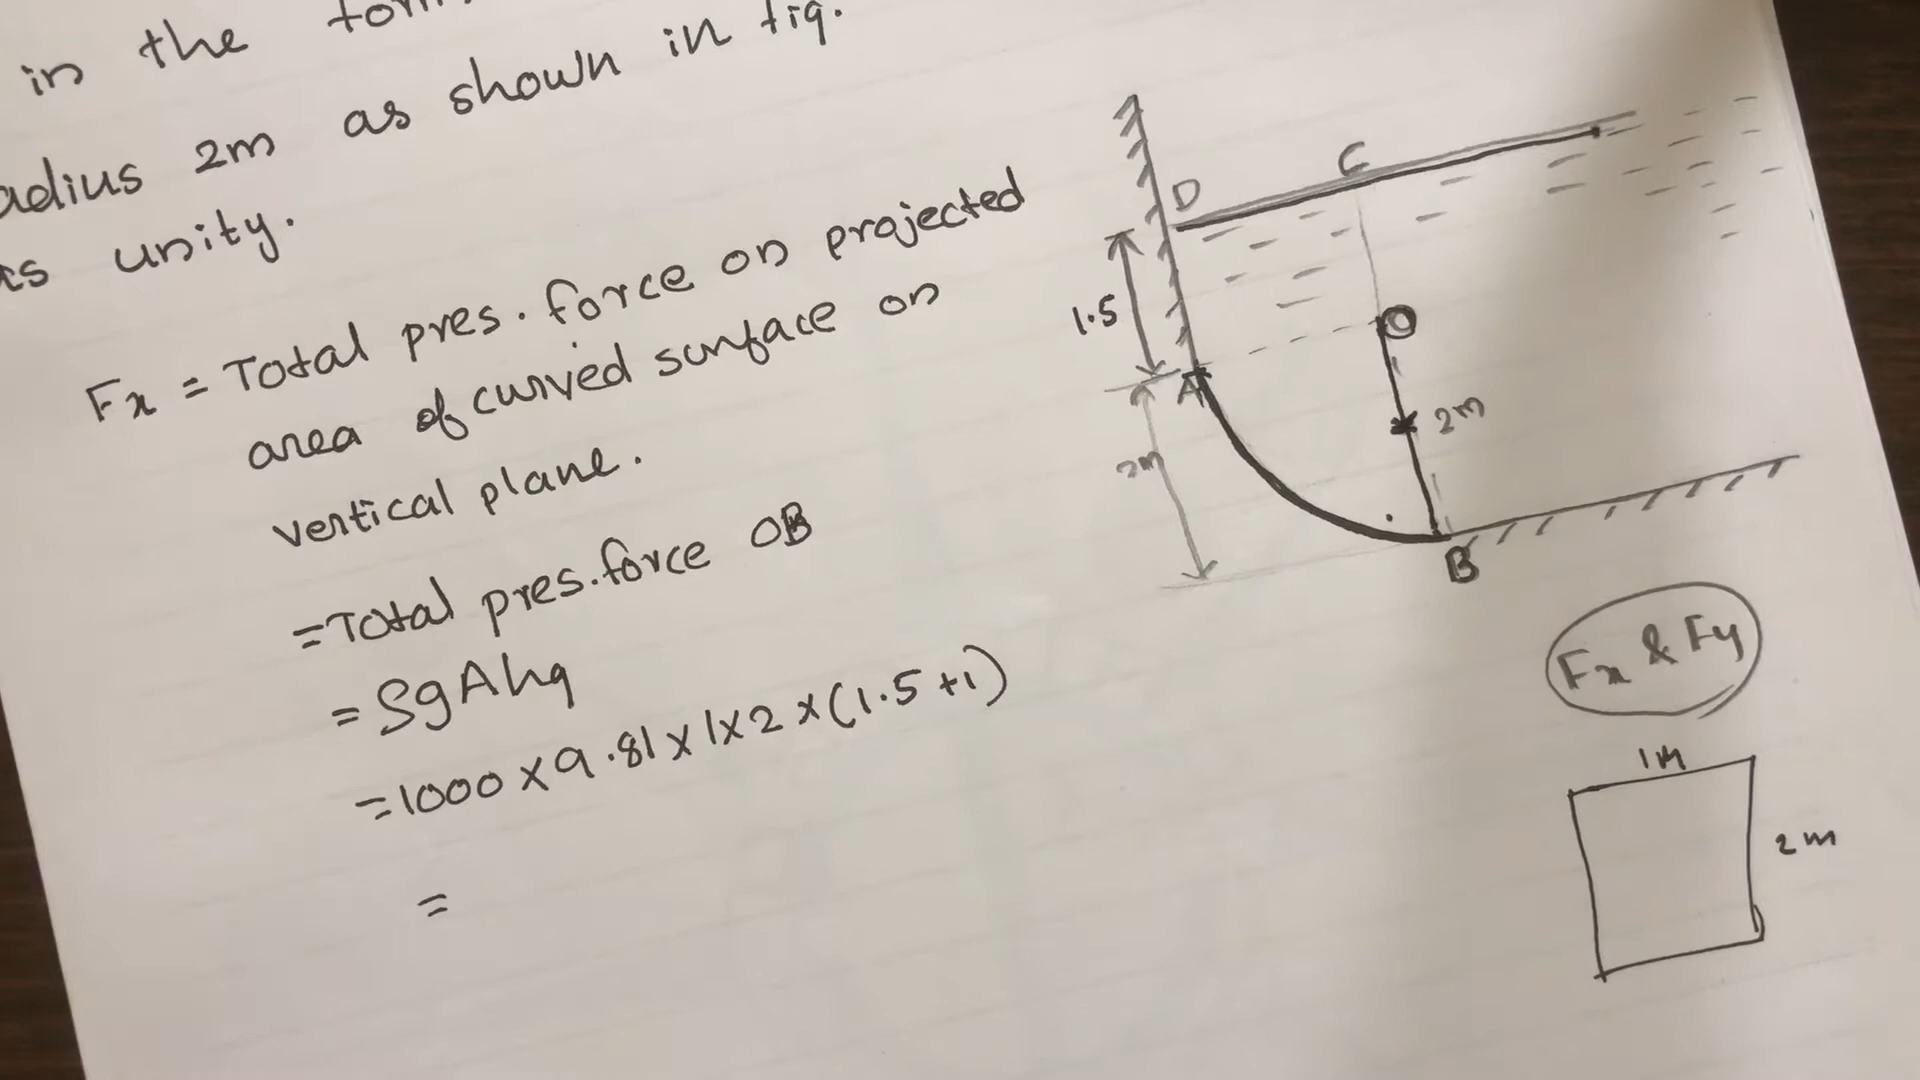 in the
radius 2m as shown in fig.
unity.
Fx = Total pres. force on projected
area of curved surface on
vertical plane.
= Total pres. force OB
= ρgAhg
= 1000 × 9.81 × 1×2 × (1.5+1)
=
D
C
1.5
O
A
2m
2m
B
Fx & Fy
1m
2m